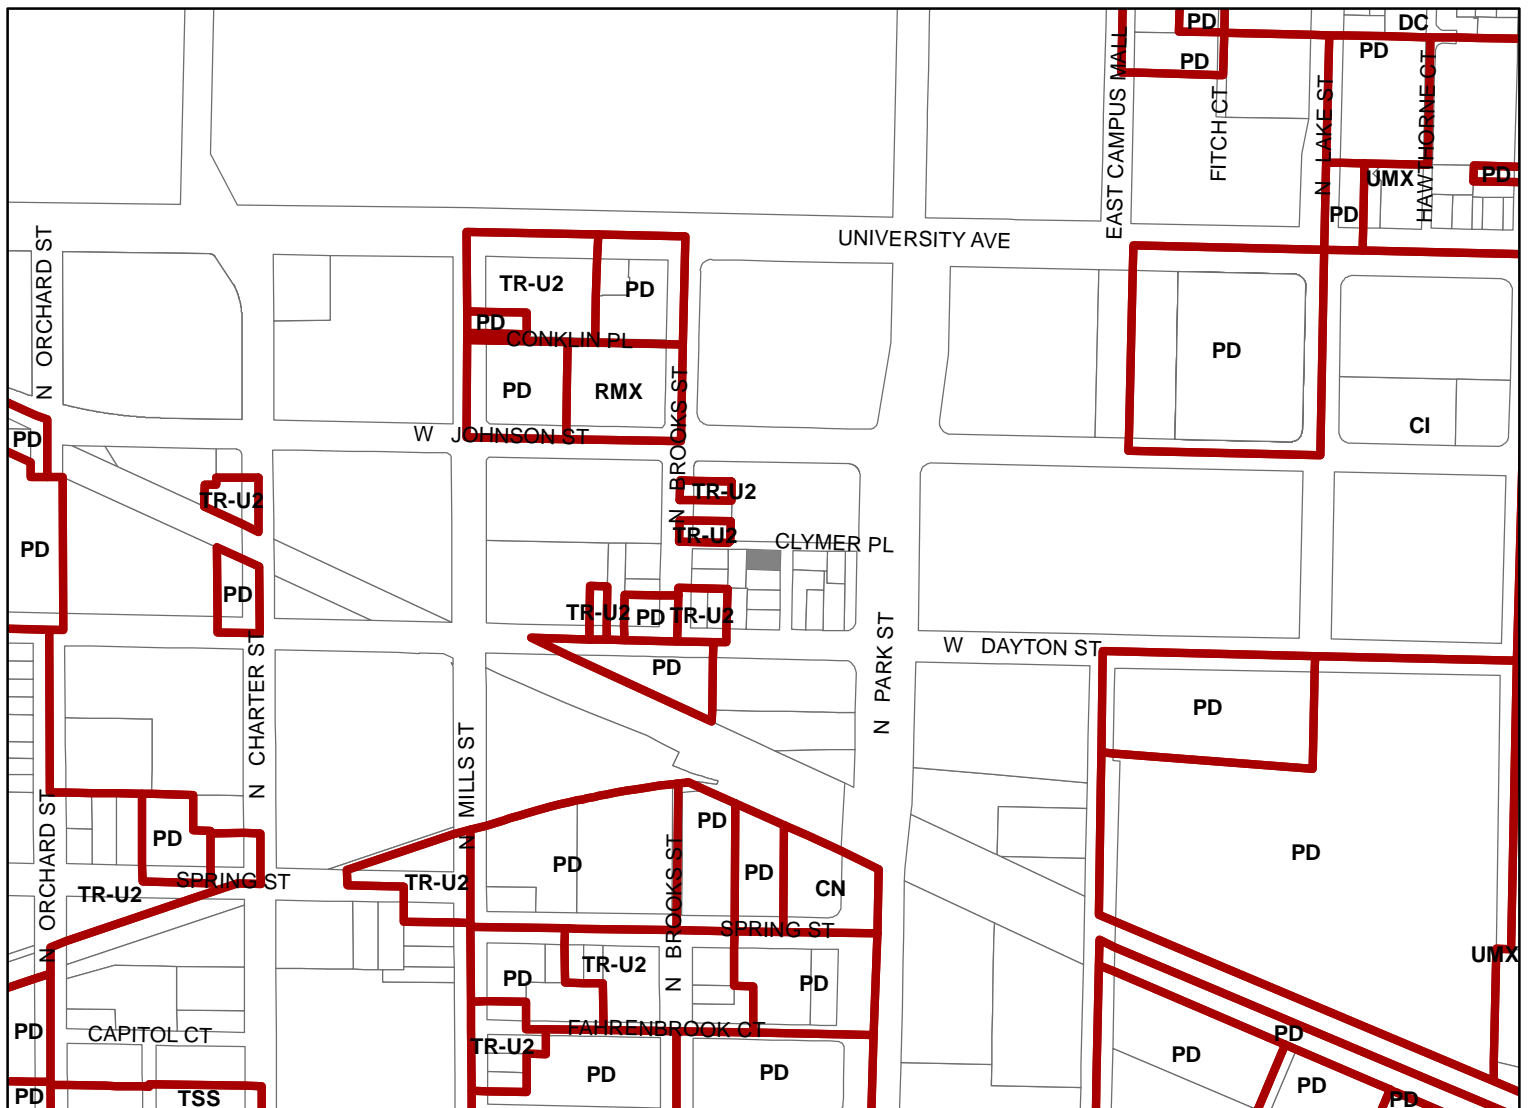 PD
DC
PD
PD
EAST CAMPUS MALL
FITCH CT
N LAKE ST
HAWTHORNE CT
UMX
PD
PD
UNIVERSITY AVE
N ORCHARD ST
TR-U2
PD
PD
CONKLIN PL
PD
PD
RMX
CI
W JOHNSON ST
N BROOKS ST
PD
TR-U2
TR-U2
TR-U2
CLYMER PL
PD
PD
TR-U2
PD
TR-U2
N PARK ST
W DAYTON ST
N CHARTER ST
PD
PD
N MILLS ST
PD
PD
PD
PD
PD
CN
N ORCHARD ST
SPRING ST
TR-U2
TR-U2
N BROOKS ST
SPRING ST
UMX
PD
TR-U2
PD
PD
CAPITOL CT
FAHRENBROOK CT
PD
TR-U2
PD
PD
PD
PD
PD
TSS
PD